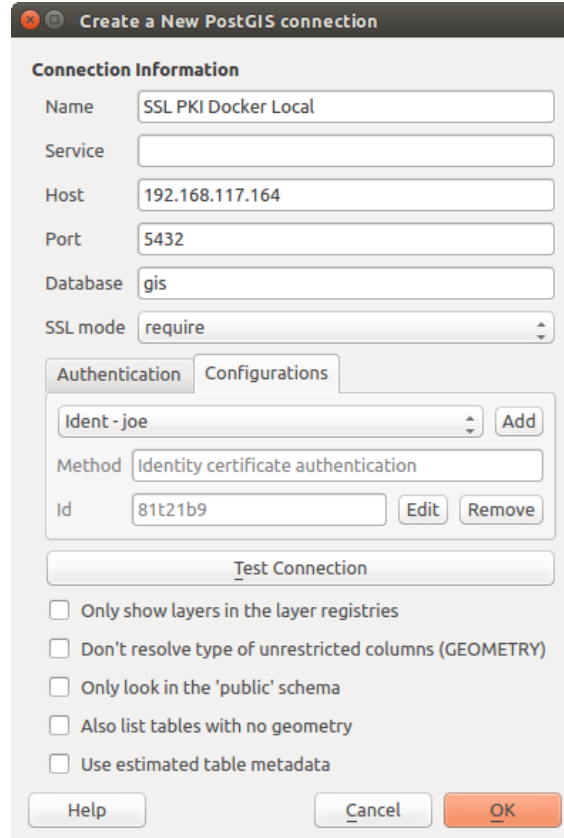 Create a New PostGIS connection
Connection Information
Name SSL PKI Docker Local
Service
Host 192.168.117.164
Port 5432
Database gis
SSL mode require
Authentication Configurations
Ident - joe Add
Method Identity certificate authentication
Id 81t21b9 Edit Remove
Test Connection
Only show layers in the layer registries
Don't resolve type of unrestricted columns (GEOMETRY)
Only look in the 'public' schema
Also list tables with no geometry
Use estimated table metadata
Help Cancel OK